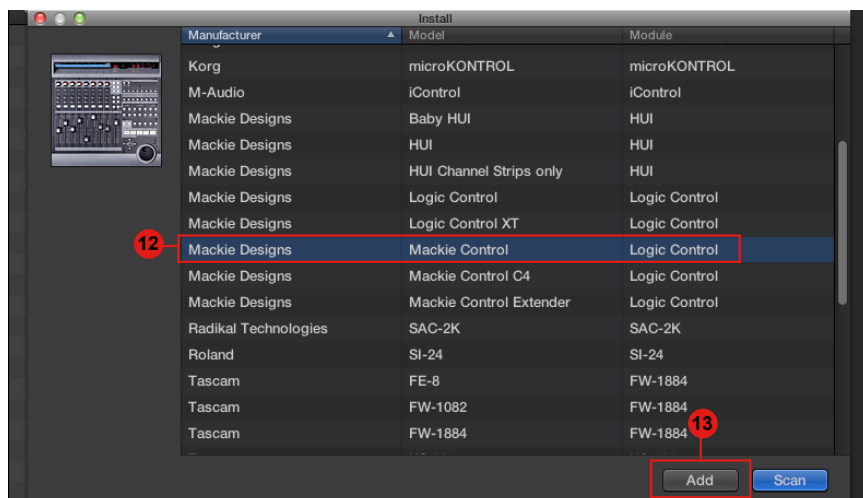 Install
Manufacturer Model Module
Korg microKONTROL microKONTROL
M-Audio iControl iControl
Mackie Designs Baby HUI HUI
Mackie Designs HUI HUI
Mackie Designs HUI Channel Strips only HUI
Mackie Designs Logic Control Logic Control
Mackie Designs Logic Control XT Logic Control
12 Mackie Designs Mackie Control Logic Control
Mackie Designs Mackie Control C4 Logic Control
Mackie Designs Mackie Control Extender Logic Control
Radikal Technologies SAC-2K SAC-2K
Roland SI-24 SI-24
Tascam FE-8 FW-1884
Tascam FW-1082 FW-1884
Tascam FW-1884 FW-1884
13
Add Scan